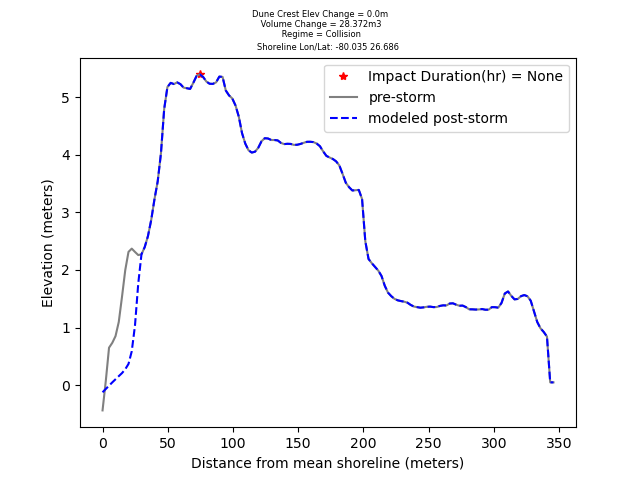 Dune Crest Elev Change = 0.0m
Volume Change = 28.372m3
Regime = Collision
Shoreline Lon/Lat: -80.035 26.686
Impact Duration(hr) = None
pre-storm
modeled post-storm
Elevation (meters)
5
4
3
2
1
0
0 50 100 150 200 250 300 350
Distance from mean shoreline (meters)